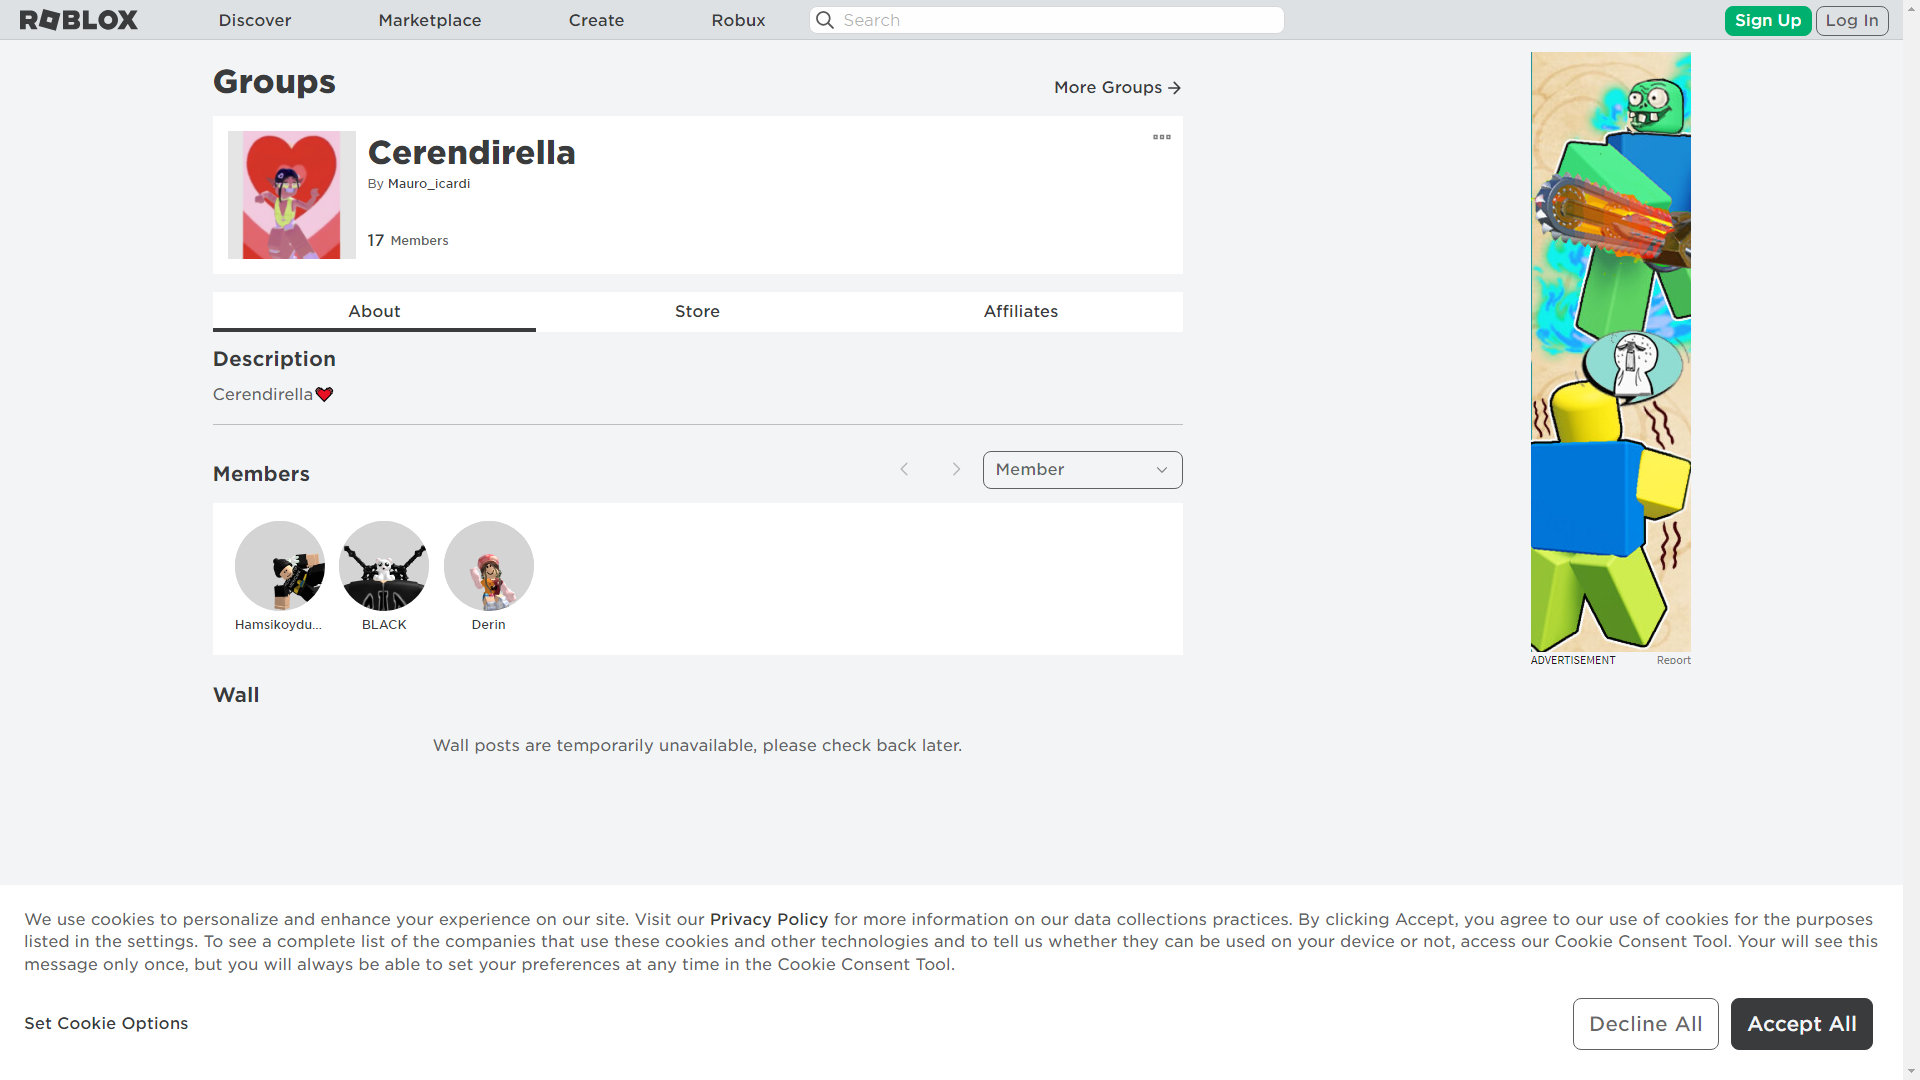 ROBLOX
Discover
Marketplace
Create
Robux
Search
Sign Up
Log In
Groups
More Groups
Cerendirella
By Mauro_icardi
17 Members
About
Store
Affiliates
Description
Cerendirella❤
Members
Member
Hamsikoydu...
BLACK
Derin
ADVERTISEMENT
Report
Wall
Wall posts are temporarily unavailable, please check back later.
We use cookies to personalize and enhance your experience on our site. Visit our Privacy Policy for more information on our data collections practices. By clicking Accept, you agree to our use of cookies for the purposes
listed in the settings. To see a complete list of the companies that use these cookies and other technologies and to tell us whether they can be used on your device or not, access our Cookie Consent Tool. Your will see this
message only once, but you will always be able to set your preferences at any time in the Cookie Consent Tool.
Set Cookie Options
Decline All
Accept All